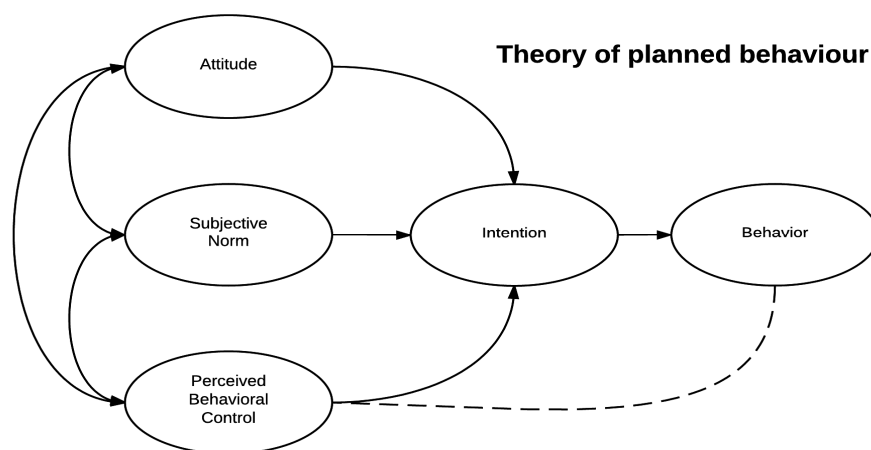 Theory of planned behaviour
Attitude
Subjective
Norm
Intention
Behavior
Perceived
Behavioral
Control